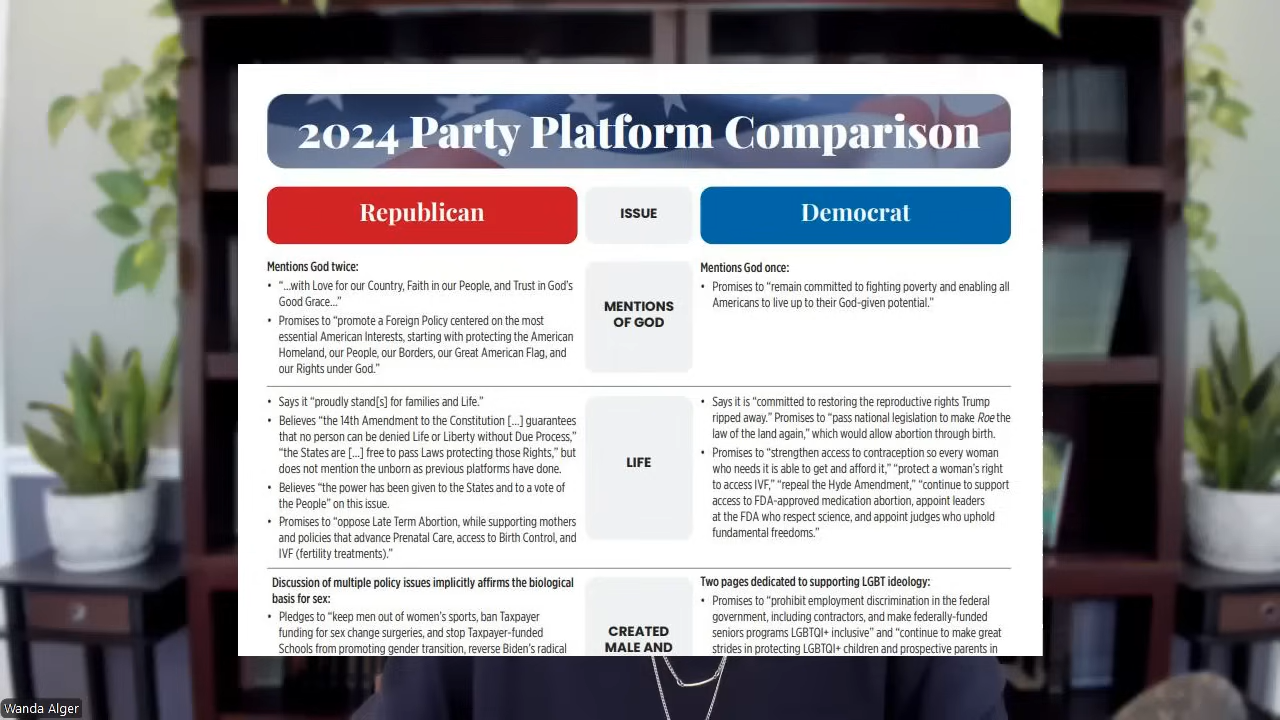 2024 Party Platform Comparison
Republican
ISSUE
Democrat
Mentions God twice:
• “...with Love for our Country, Faith in our People, and Trust in God’s
Good Grace...”
• Promises to “promote a Foreign Policy centered on the most
essential American Interests, starting with protecting the American
Homeland, our People, our Borders, our Great American Flag, and
our Rights under God.”
MENTIONS
OF GOD
Mentions God once:
• Promises to “remain committed to fighting poverty and enabling all
Americans to live up to their God-given potential.”
• Says it “proudly stand[s] for families and Life.”
• Believes “the 14th Amendment to the Constitution [...] guarantees
that no person can be denied Life or Liberty without Due Process,”
“the States are [...] free to pass Laws protecting those Rights,” but
does not mention the unborn as previous platforms have done.
• Believes “the power has been given to the States and to a vote of
the People” on this issue.
• Promises to “oppose Late Term Abortion, while supporting mothers
and policies that advance Prenatal Care, access to Birth Control, and
IVF (fertility treatments).”
LIFE
• Says it is “committed to restoring the reproductive rights Trump
ripped away.” Promises to “pass national legislation to make Roe the
law of the land again,” which would allow abortion through birth.
• Promises to “strengthen access to contraception so every woman
who needs it is able to get and afford it,” “protect a woman’s right
to access IVF,” “repeal the Hyde Amendment,” “continue to support
access to FDA-approved medication abortion, appoint leaders
at the FDA who respect science, and appoint judges who uphold
fundamental freedoms.”
Discussion of multiple policy issues implicitly affirms the biological
basis for sex:
• Pledges to “keep men out of women’s sports, ban Taxpayer
funding for sex change surgeries, and stop Taxpayer-funded
Schools from promoting gender transition, reverse Biden’s radical
CREATED
MALE AND
Two pages dedicated to supporting LGBT ideology:
• Promises to “prohibit employment discrimination in the federal
government, including contractors, and make federally-funded
seniors programs LGBTQI+ inclusive” and “continue to make great
strides in protecting LGBTQI+ children and prospective parents in
Wanda Alger